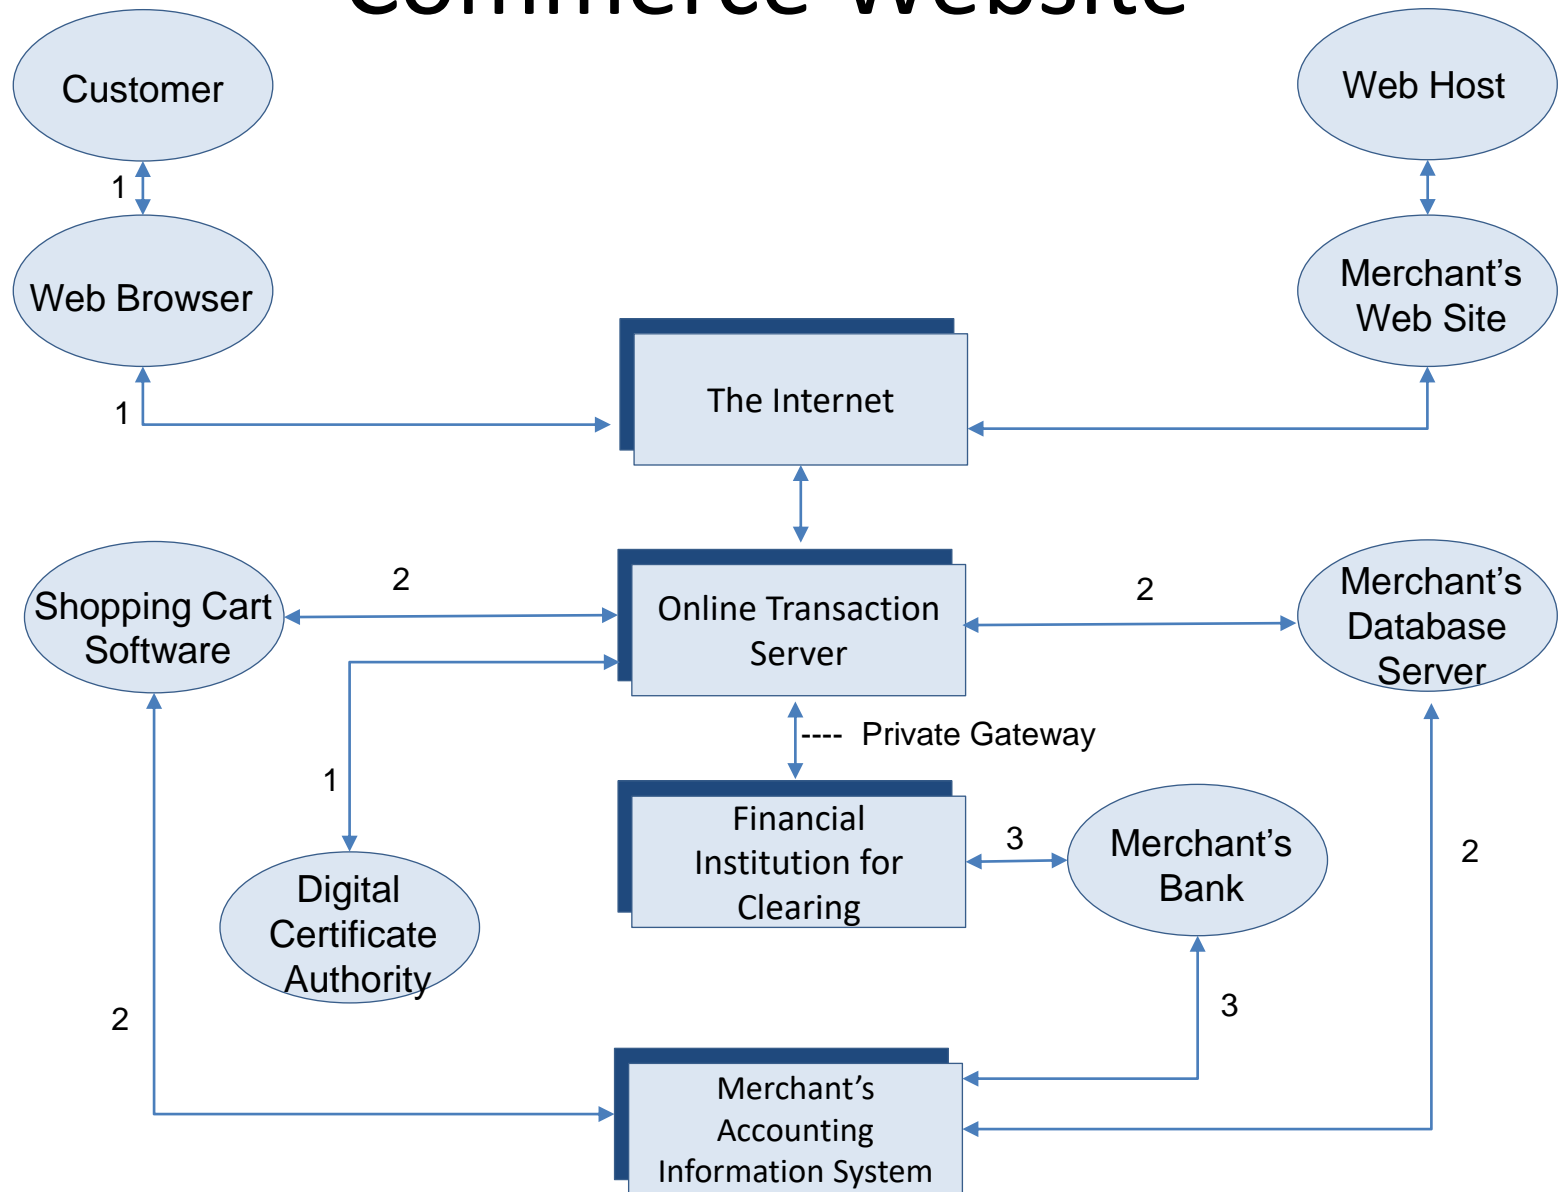 Commerce Website
Customer
Web Host
1
Web Browser
Merchant's
Web Site
The Internet
1
Shopping Cart
Software
2
Online Transaction
Server
2
Merchant's
Database
Server
---- Private Gateway
1
Financial
Institution for
Clearing
3
Merchant's
Bank
2
Digital
Certificate
Authority
2
3
Merchant's
Accounting
Information System